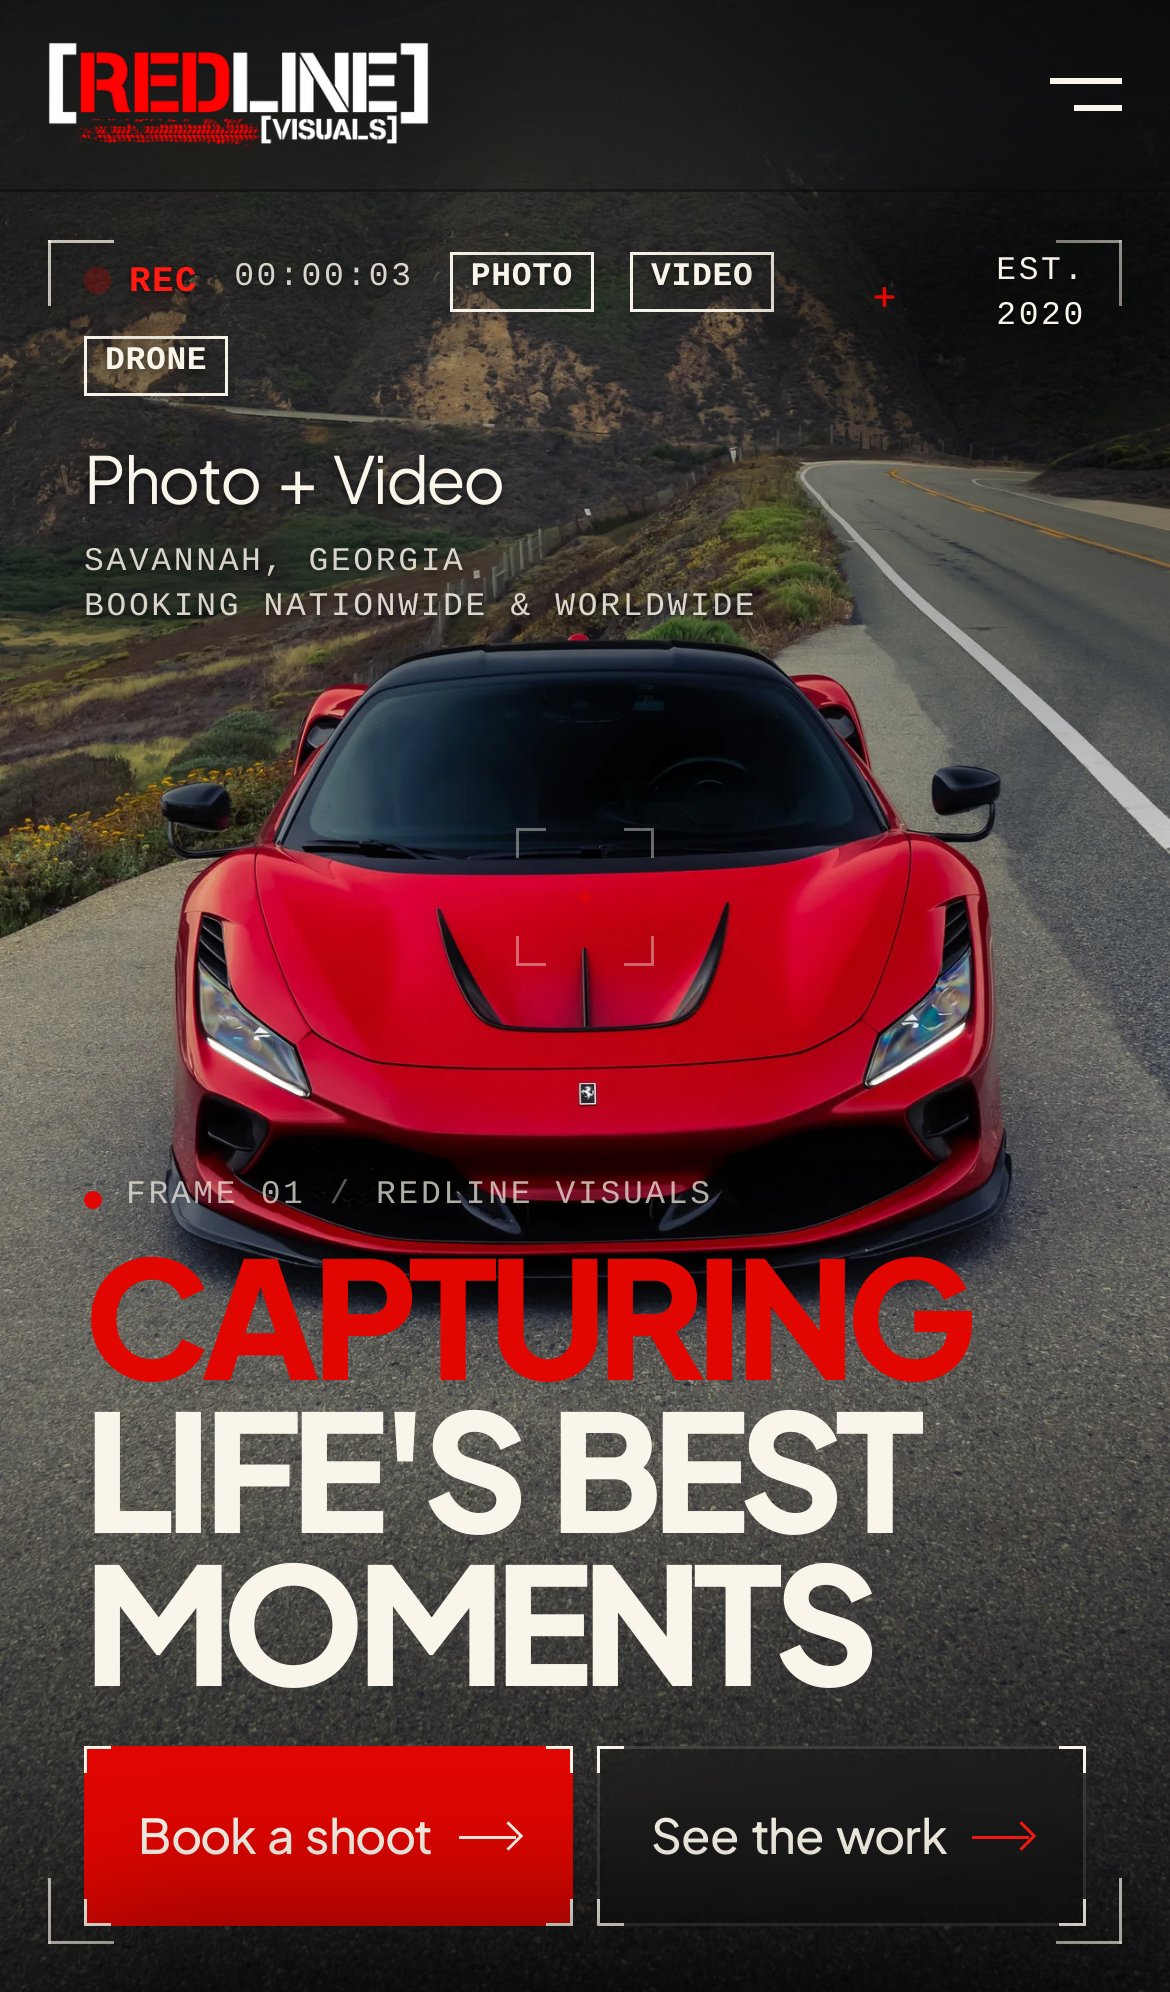 [REDLINE]
[VISUALS]
REC 00:00:03 PHOTO VIDEO + EST. 2020
DRONE
Photo + Video
SAVANNAH, GEORGIA
BOOKING NATIONWIDE & WORLDWIDE
FRAME 01 / REDLINE VISUALS
CAPTURING
LIFE'S BEST
MOMENTS
Book a shoot →
See the work →